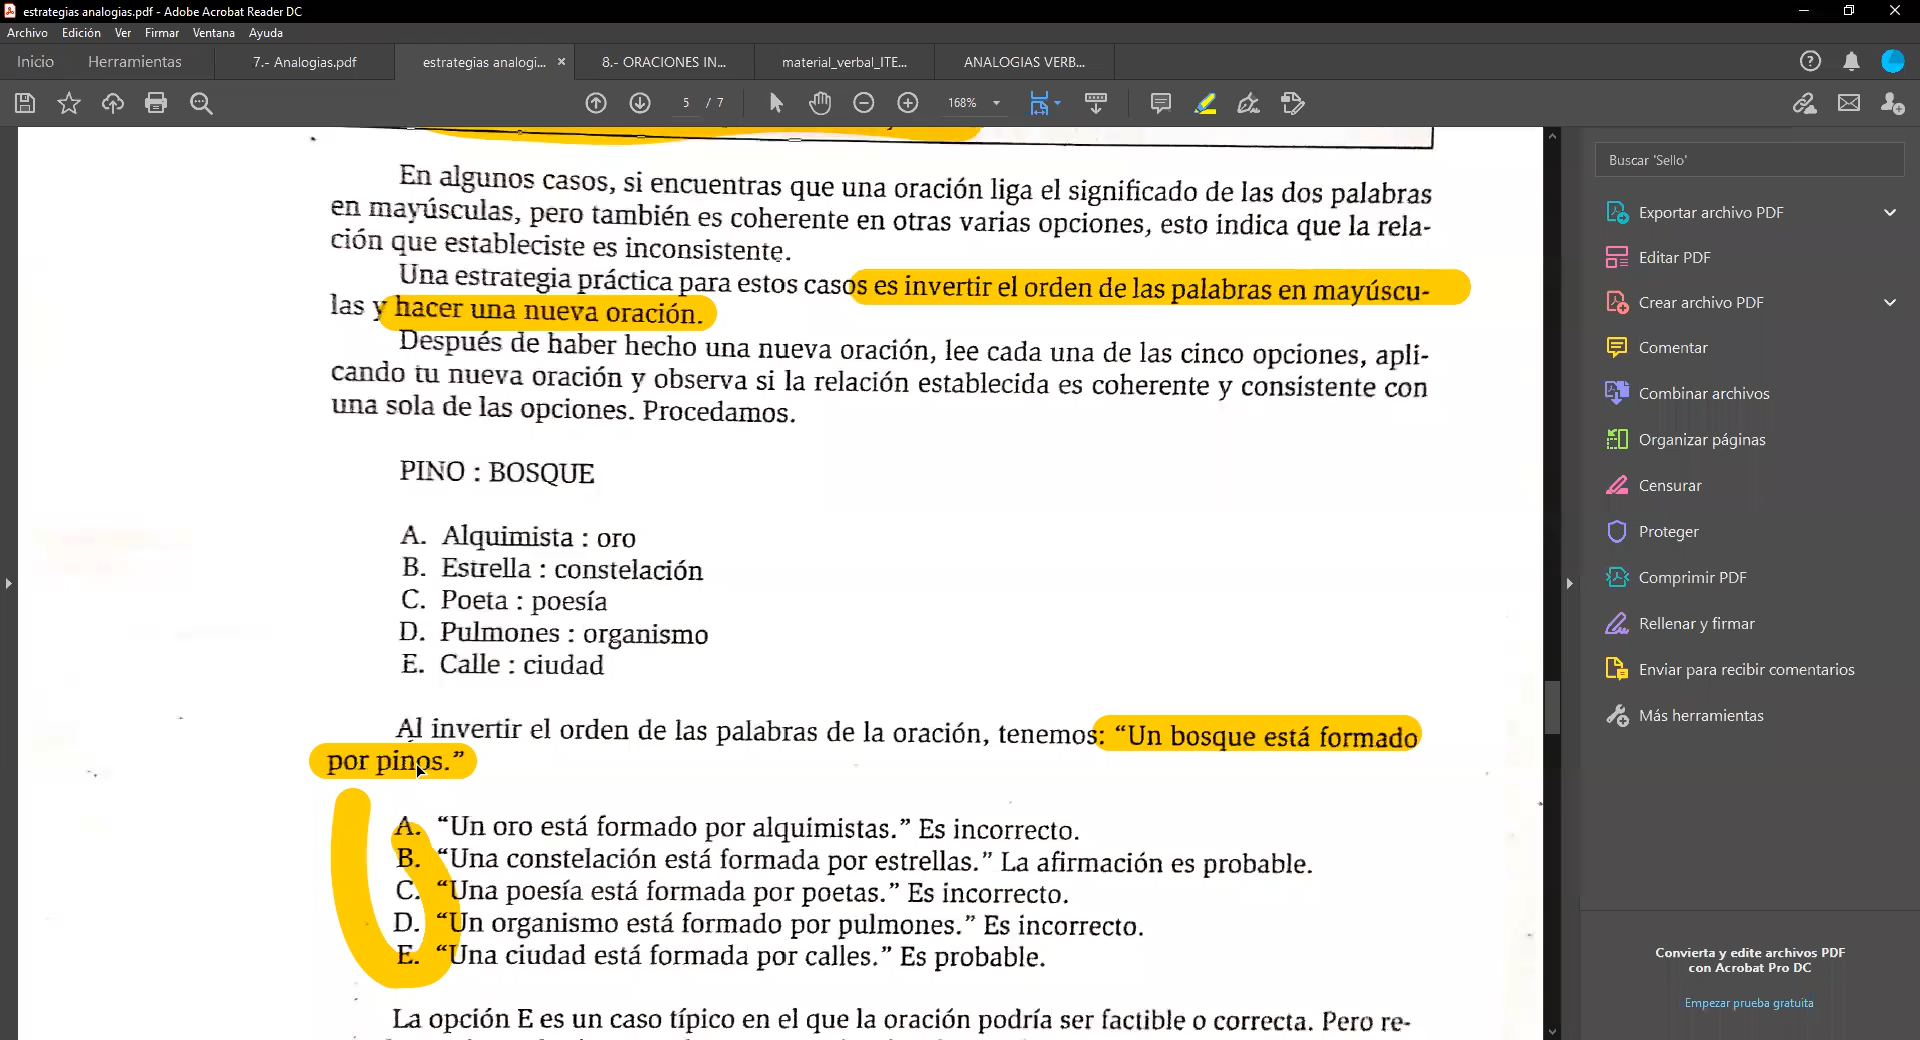 estrategias analogias.pdf - Adobe Acrobat Reader DC
Archivo Edición Ver Firmar Ventana Ayuda
Inicio Herramientas 7.- Analogias.pdf estrategias analogi... × 8.- ORACIONES IN... material_verbal_ITE... ANALOGIAS VERB...
5 / 7 168%
En algunos casos, si encuentras que una oración liga el significado de las dos palabras
en mayúsculas, pero también es coherente en otras varias opciones, esto indica que la rela-
ción que estableciste es inconsistente.
Una estrategia práctica para estos casos es invertir el orden de las palabras en mayúscu-
las y hacer una nueva oración.
Después de haber hecho una nueva oración, lee cada una de las cinco opciones, apli-
cando tu nueva oración y observa si la relación establecida es coherente y consistente con
una sola de las opciones. Procedamos.
PINO : BOSQUE
A. Alquimista : oro
B. Estrella : constelación
C. Poeta : poesía
D. Pulmones : organismo
E. Calle : ciudad
Al invertir el orden de las palabras de la oración, tenemos: “Un bosque está formado
por pinos.”
A. “Un oro está formado por alquimistas.” Es incorrecto.
B. “Una constelación está formada por estrellas.” La afirmación es probable.
C. “Una poesía está formada por poetas.” Es incorrecto.
D. “Un organismo está formado por pulmones.” Es incorrecto.
E. “Una ciudad está formada por calles.” Es probable.
La opción E es un caso típico en el que la oración podría ser factible o correcta. Pero re-
Buscar 'Sello'
Exportar archivo PDF
Editar PDF
Crear archivo PDF
Comentar
Combinar archivos
Organizar páginas
Censurar
Proteger
Comprimir PDF
Rellenar y firmar
Enviar para recibir comentarios
Más herramientas
Convierta y edite archivos PDF
con Acrobat Pro DC
Empezar prueba gratuita